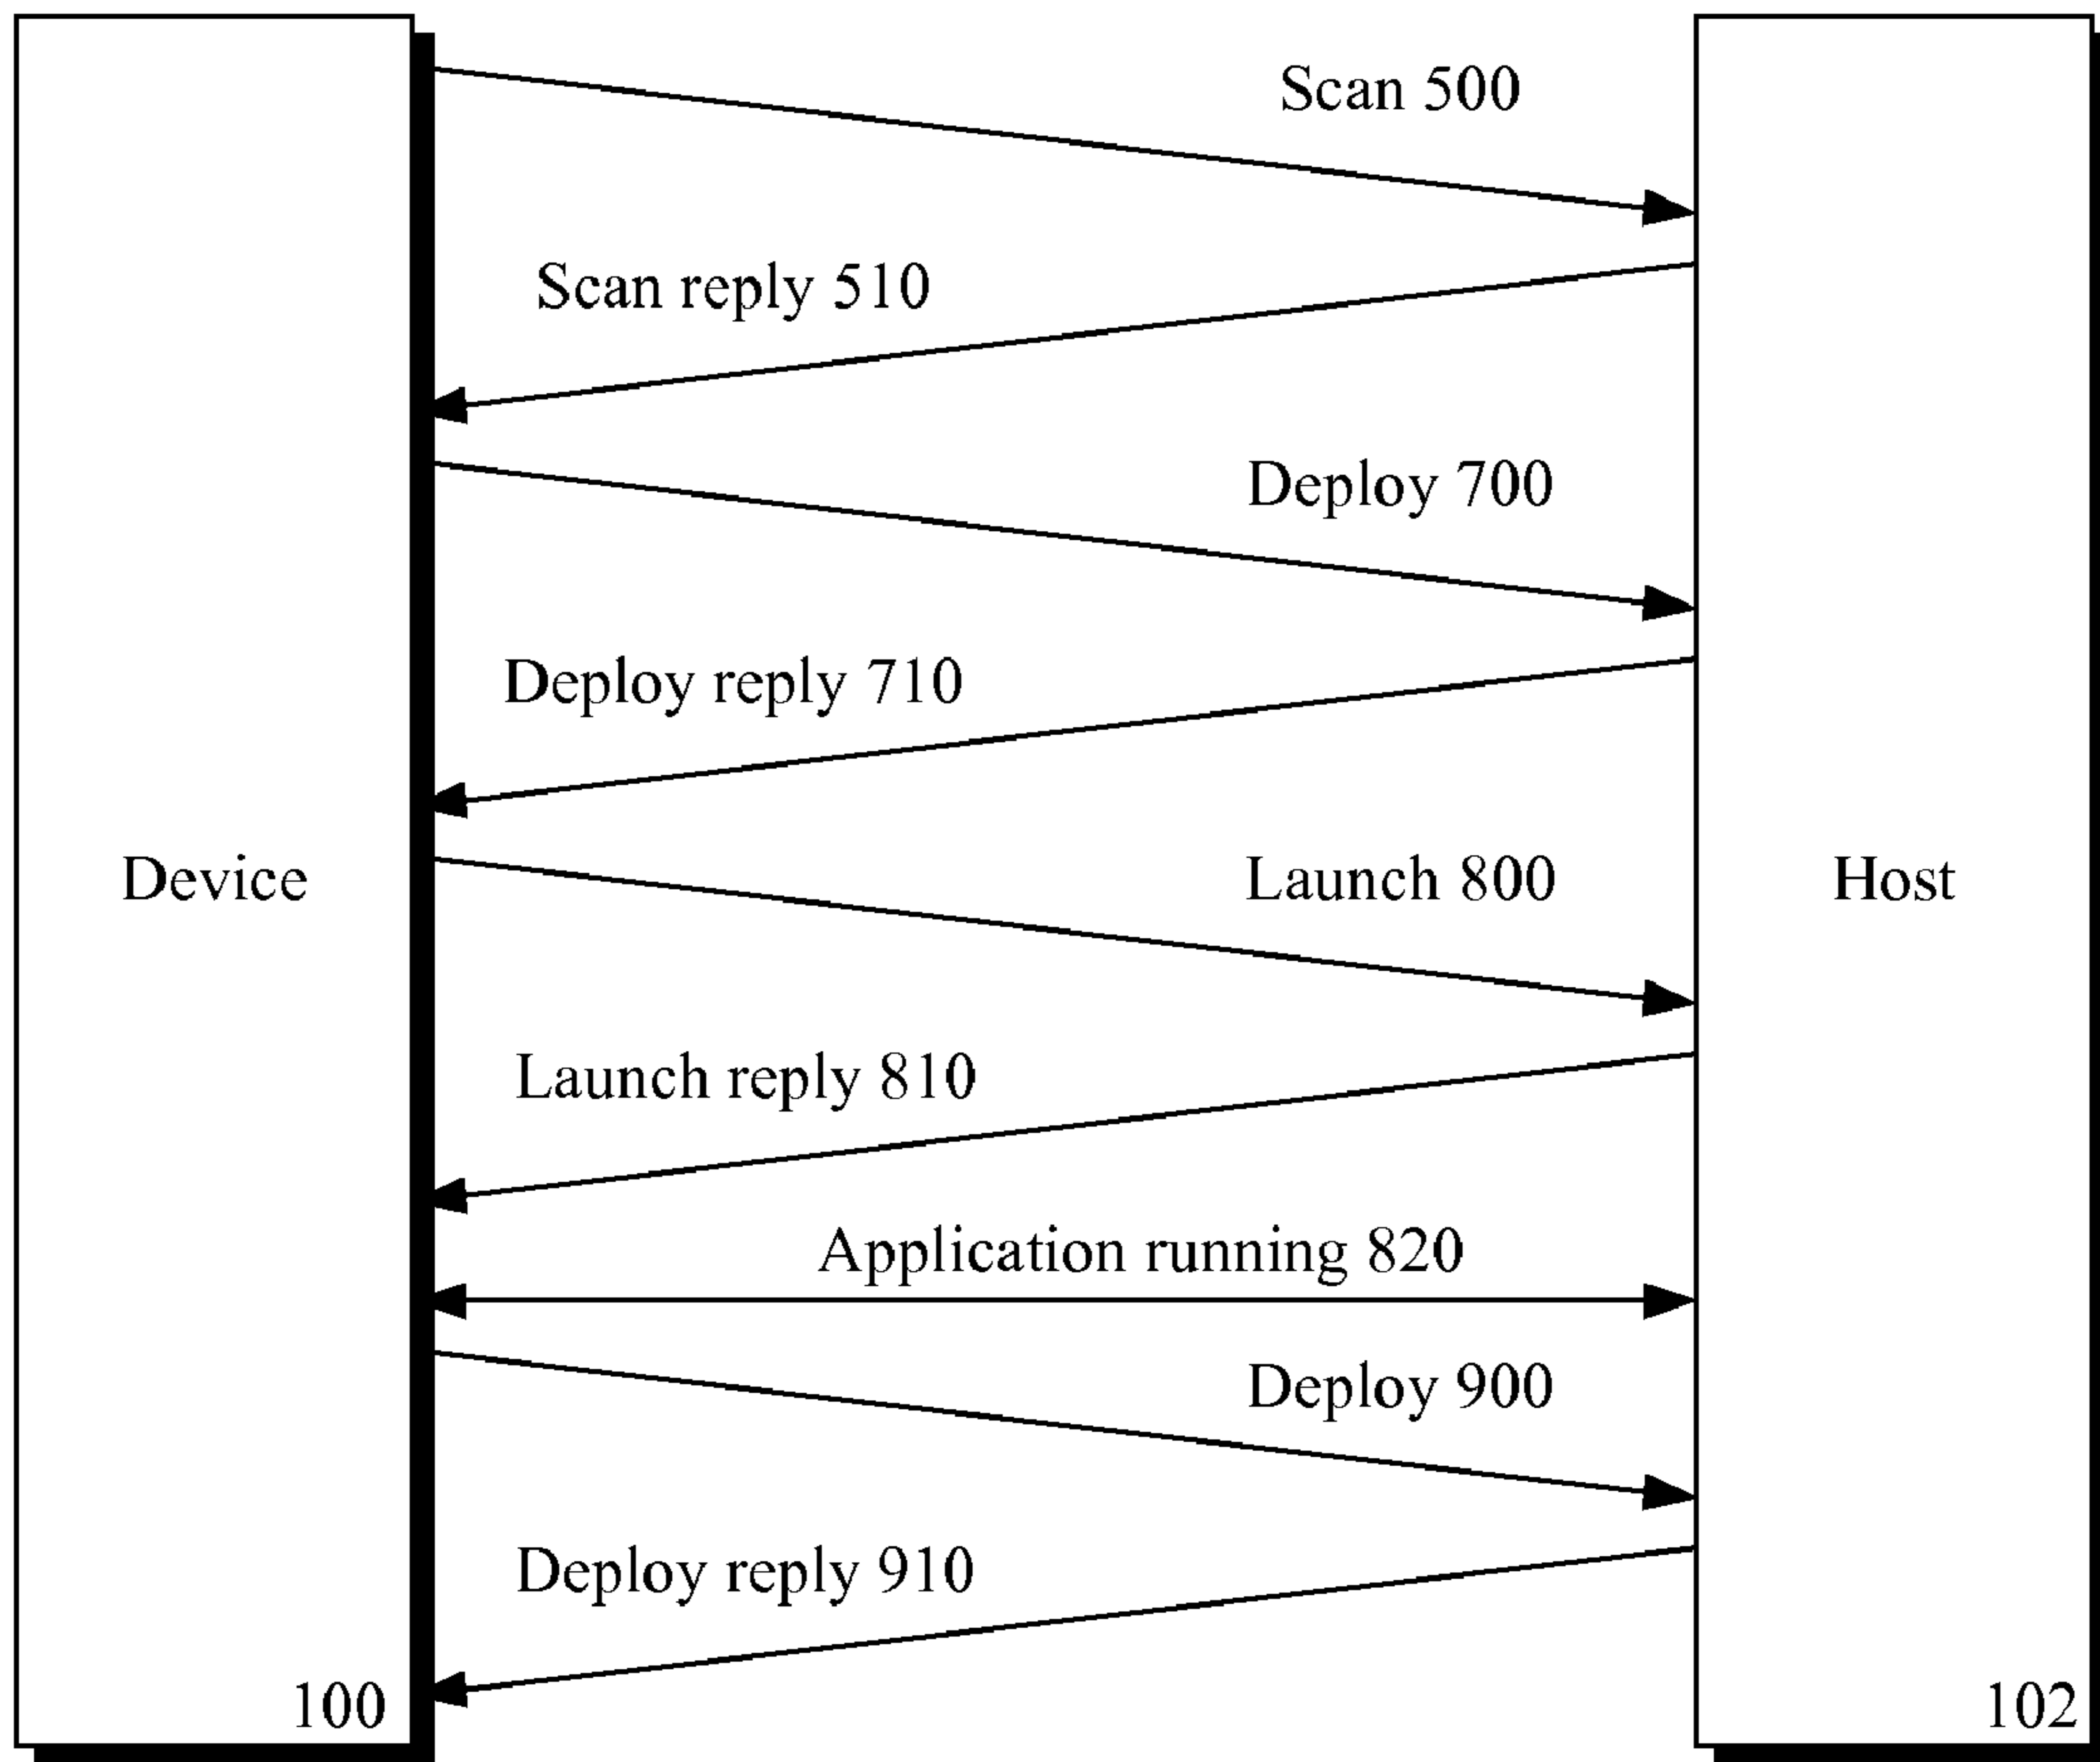 Scan 500
Scan reply 510
Deploy 700
Deploy reply 710
Device
Launch 800
Host
Launch reply 810
Application running 820
Deploy 900
Deploy reply 910
100
102